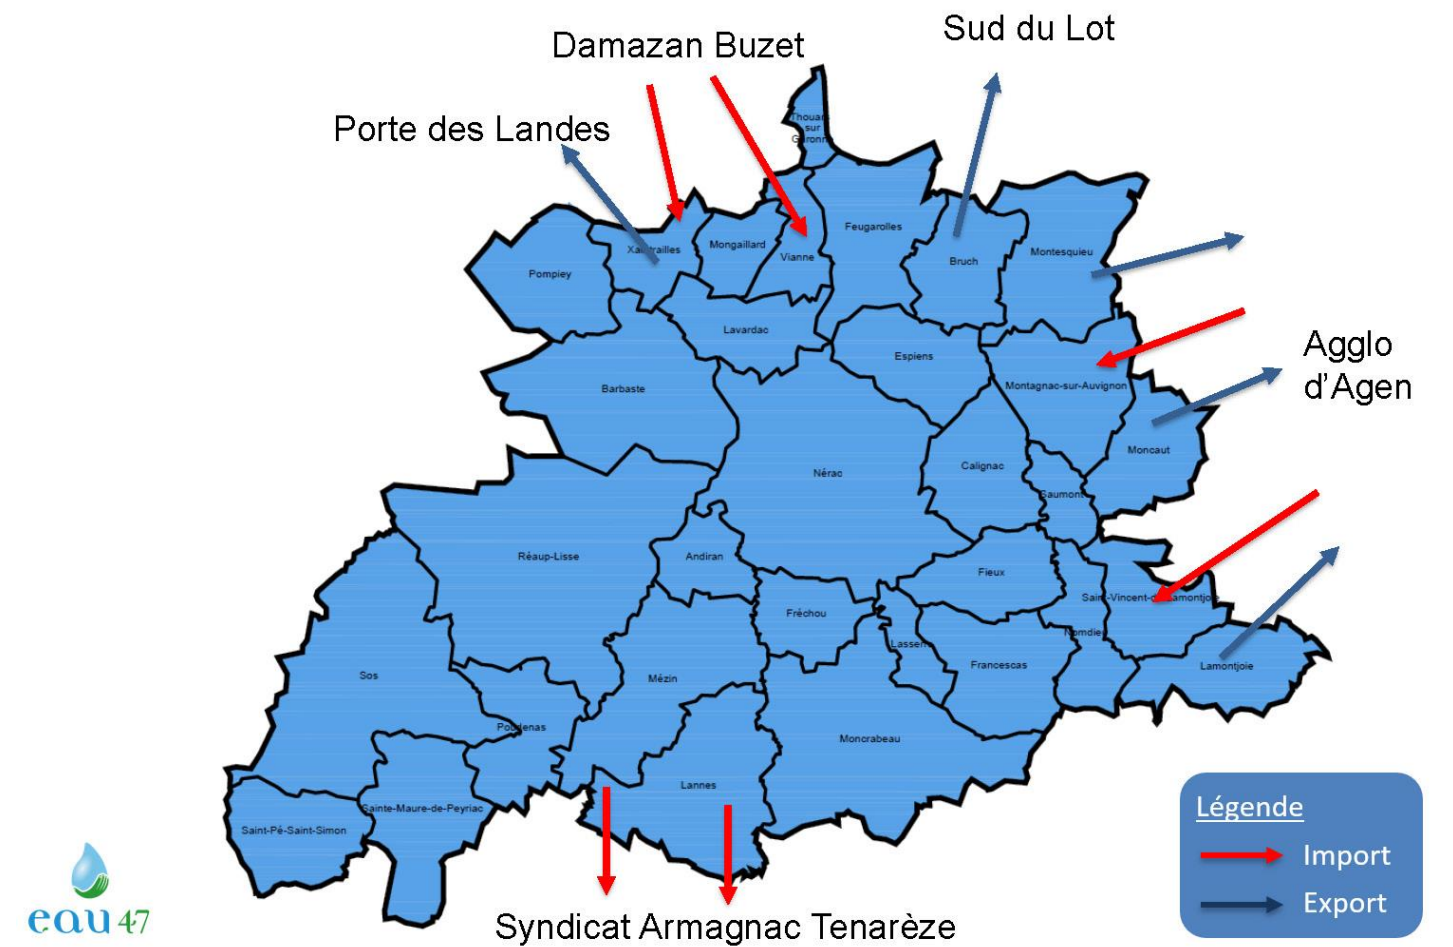 Sud du Lot
Damazan Buzet
Porte des Landes
Thouars
sur
Garonne
Feugarolles
Xaintrailles
Mongaillard
Vianne
Bruch
Montesquieu
Pompiey
Lavardac
Espiens
Agglo
d'Agen
Barbaste
Montagnac-sur-Auvignon
Moncaut
Nérac
Calignac
Saumont
Réaup-Lisse
Andiran
Fieux
Saint-Vincent-de-Lamontjoie
Fréchou
Nomdieu
Lasserre
Francescas
Lamontjoie
Sos
Mézin
Poudenas
Moncrabeau
Lannes
Sainte-Maure-de-Peyriac
Saint-Pé-Saint-Simon
Légende
Import
Export
eau 47
Syndicat Armagnac Tenarèze